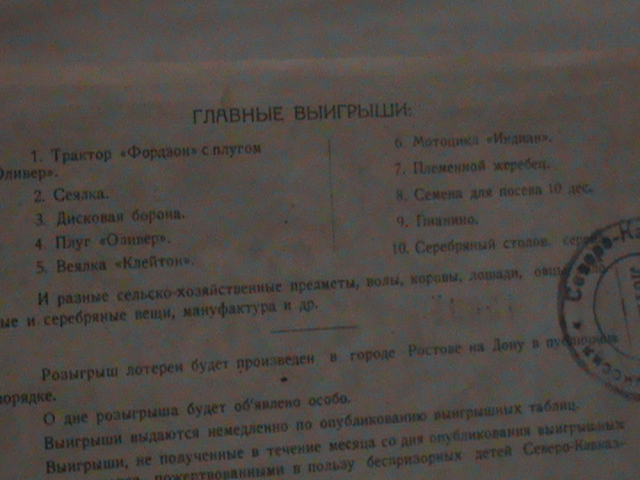 ГЛАВНЫЕ ВЫИГРЫШИ:
1. Трактор «Фордзон» с плугом
Оливер».
2. Сеялка.
3. Дисковая борона.
4. Плуг «Оливер».
5. Веялка «Клейтон».
6. Мотоцикл «Индиан».
7. Племенной жеребец.
8. Семена для посева 10 дес.
9. Пианино.
10. Серебряный столов.
И разные сельско-хозяйственные предметы, волы, коровы, лошади,
ые и серебряные вещи, мануфактура и др.
Розыгрыш лотереи будет произведен в городе Ростове на Дону в публичном
порядке.
О дне розыгрыша будет об'явлено особо.
Выигрыши выдаются немедленно по опубликованию выигрышных таблиц.
Выигрыши, не полученные в течение месяца со дня опубликования выигрышных
пожертвованными в пользу беспризорных детей Северо-Кавказ-
Северо-Ка